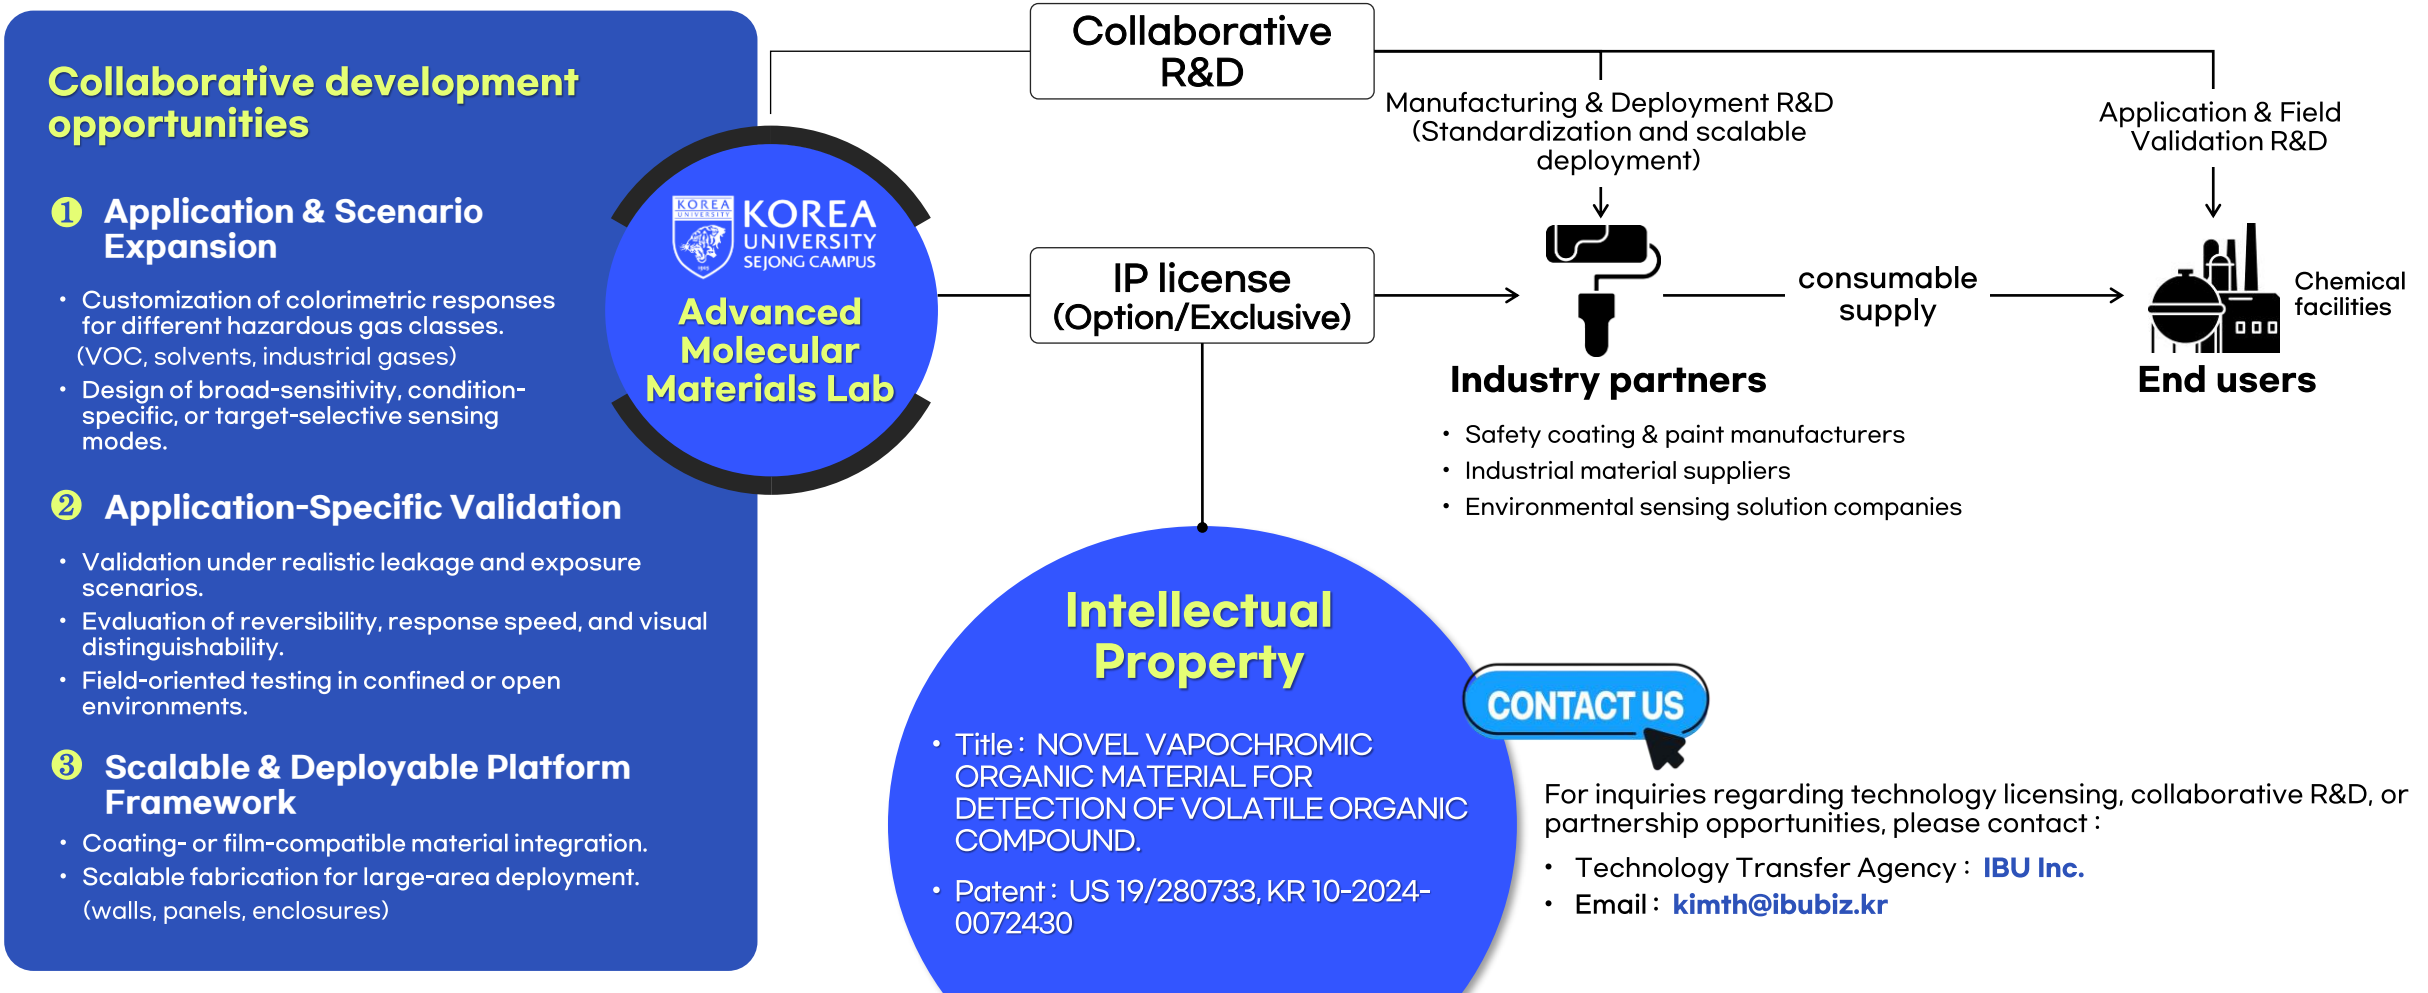 Collaborative development
opportunities
1 Application & Scenario
Expansion
• Customization of colorimetric responses
for different hazardous gas classes.
(VOC, solvents, industrial gases)
• Design of broad-sensitivity, condition-
specific, or target-selective sensing
modes.
2 Application-Specific Validation
• Validation under realistic leakage and exposure
scenarios.
• Evaluation of reversibility, response speed, and visual
distinguishability.
• Field-oriented testing in confined or open
environments.
3 Scalable & Deployable Platform
Framework
• Coating- or film-compatible material integration.
• Scalable fabrication for large-area deployment.
(walls, panels, enclosures)
KOREA
UNIVERSITY
1905
KOREA
UNIVERSITY
SEJONG CAMPUS
Advanced
Molecular
Materials Lab
Collaborative
R&D
Manufacturing & Deployment R&D
(Standardization and scalable
deployment)
Application & Field
Validation R&D
IP license
(Option/Exclusive)
consumable
supply
Chemical
facilities
Industry partners
• Safety coating & paint manufacturers
• Industrial material suppliers
• Environmental sensing solution companies
End users
Intellectual
Property
• Title : NOVEL VAPOCHROMIC
ORGANIC MATERIAL FOR
DETECTION OF VOLATILE ORGANIC
COMPOUND.
• Patent : US 19/280733, KR 10-2024-
0072430
CONTACT US
For inquiries regarding technology licensing, collaborative R&D, or
partnership opportunities, please contact :
• Technology Transfer Agency : IBU Inc.
• Email : kimth@ibubiz.kr